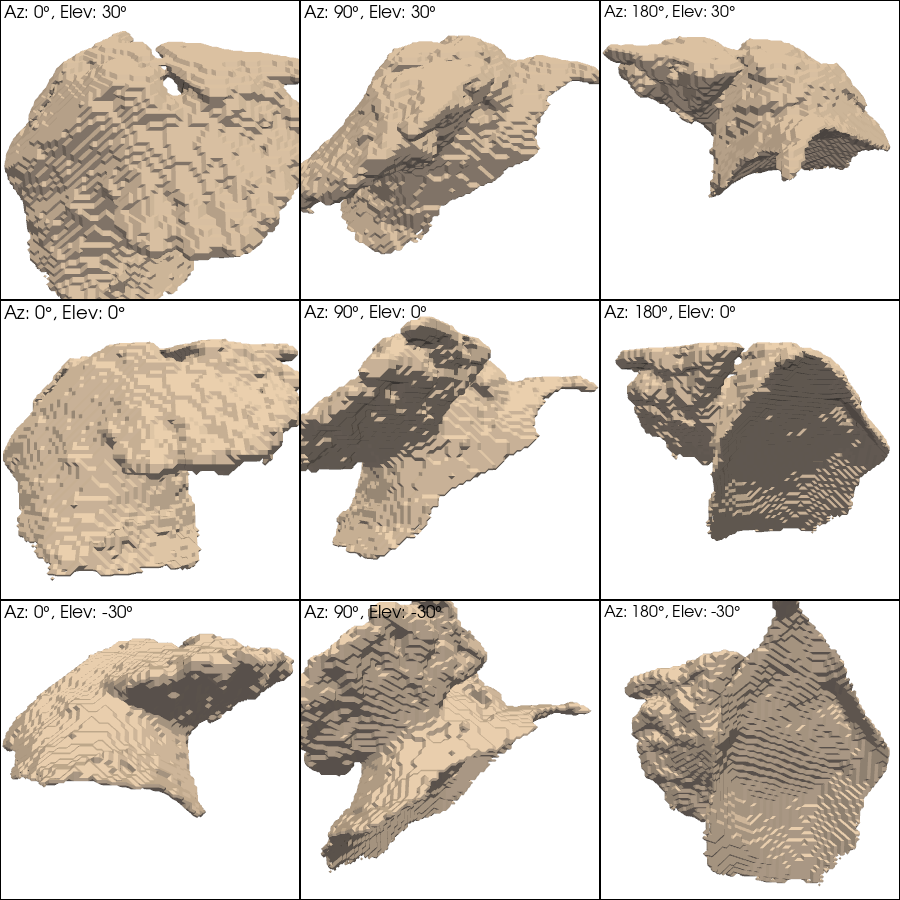 Az: 0°, Elev: 30°
Az: 90°, Elev: 30°
Az: 180°, Elev: 30°
Az: 0°, Elev: 0°
Az: 90°, Elev: 0°
Az: 180°, Elev: 0°
Az: 0°, Elev: -30°
Az: 90°, Elev: -30°
Az: 180°, Elev: -30°